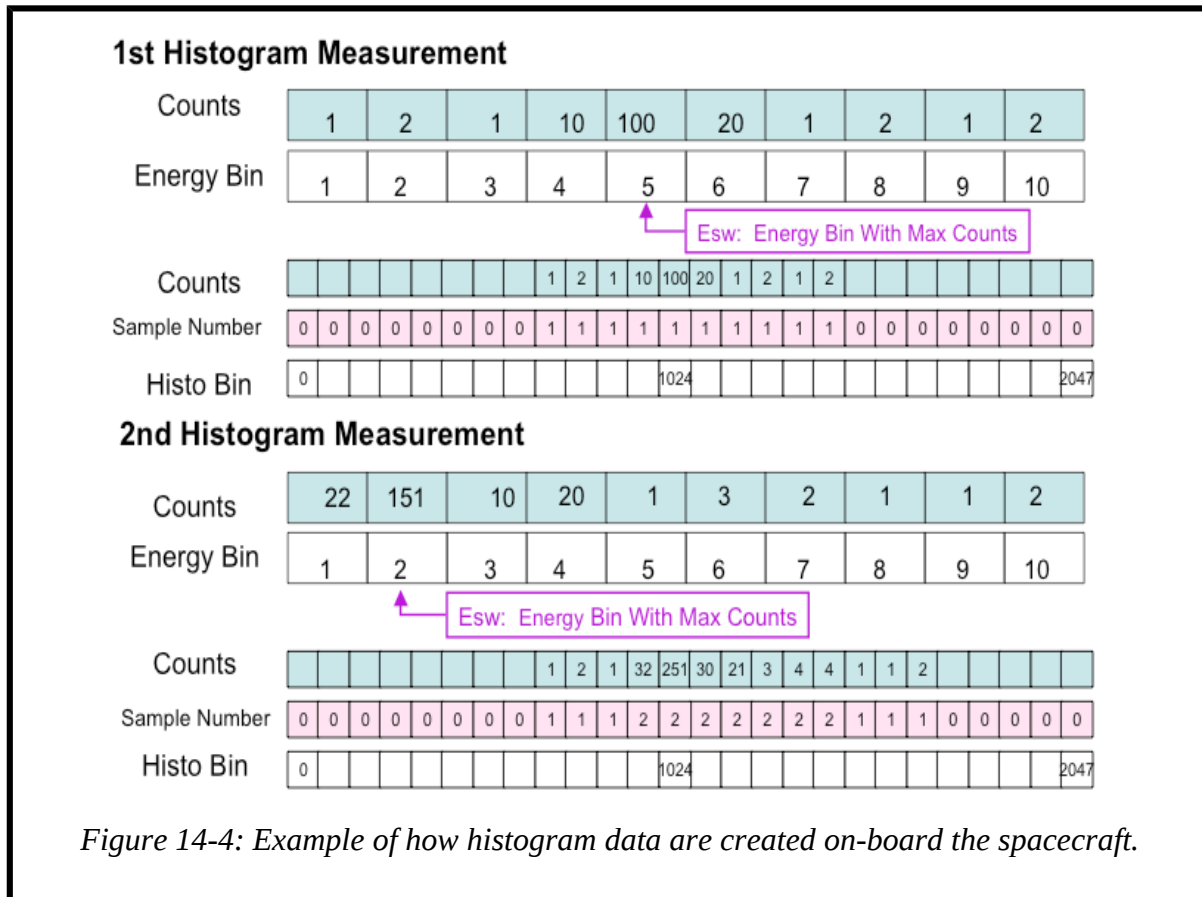 1st Histogram Measurement
Counts 1 2 1 10 100 20 1 2 1 2
Energy Bin 1 2 3 4 5 6 7 8 9 10
Esw: Energy Bin With Max Counts
Counts 1 2 1 10 100 20 1 2 1 2
Sample Number 0 0 0 0 0 0 0 0 1 1 1 1 1 1 1 1 1 1 0 0 0 0 0 0 0 0
Histo Bin 0 1024 2047
2nd Histogram Measurement
Counts 22 151 10 20 1 3 2 1 1 2
Energy Bin 1 2 3 4 5 6 7 8 9 10
Esw: Energy Bin With Max Counts
Counts 1 2 1 32 251 30 21 3 4 4 1 1 2
Sample Number 0 0 0 0 0 0 0 0 1 1 1 2 2 2 2 2 2 2 1 1 1 0 0 0 0 0
Histo Bin 0 1024 2047
Figure 14-4: Example of how histogram data are created on-board the spacecraft.